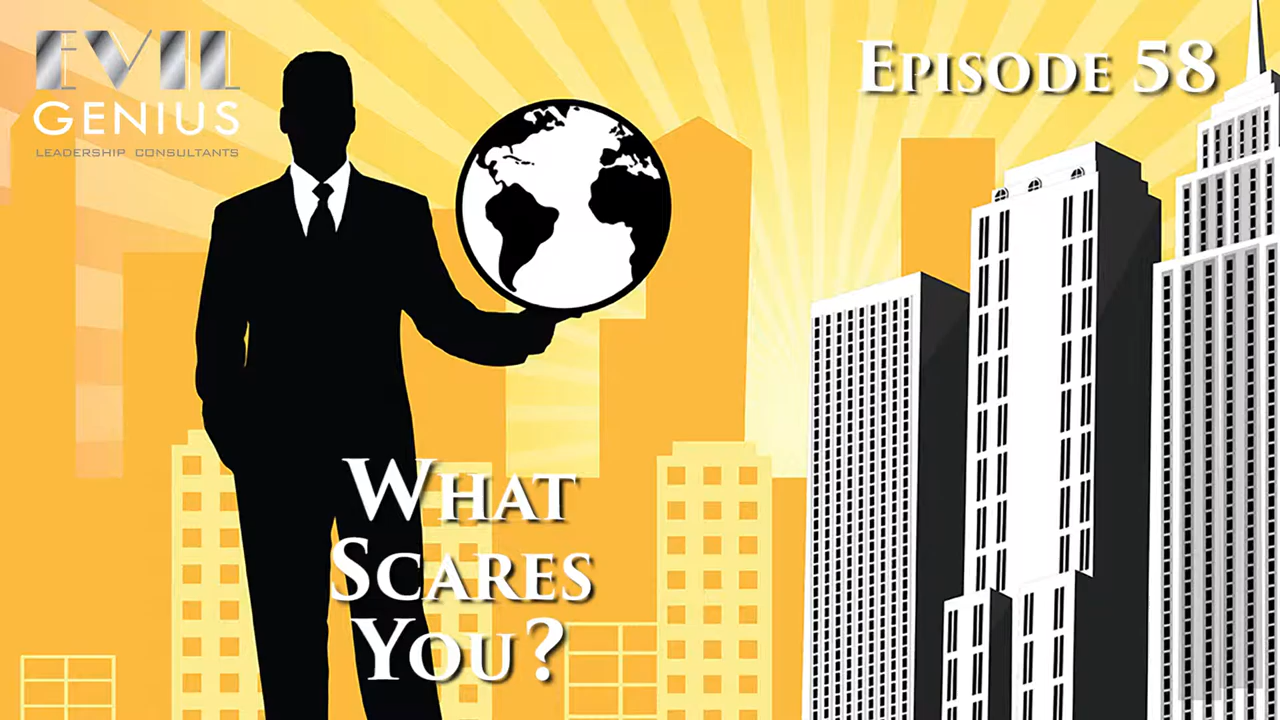 EVIL
GENIUS
LEADERSHIP CONSULTANTS
EPISODE 58
WHAT
SCARES
YOU?